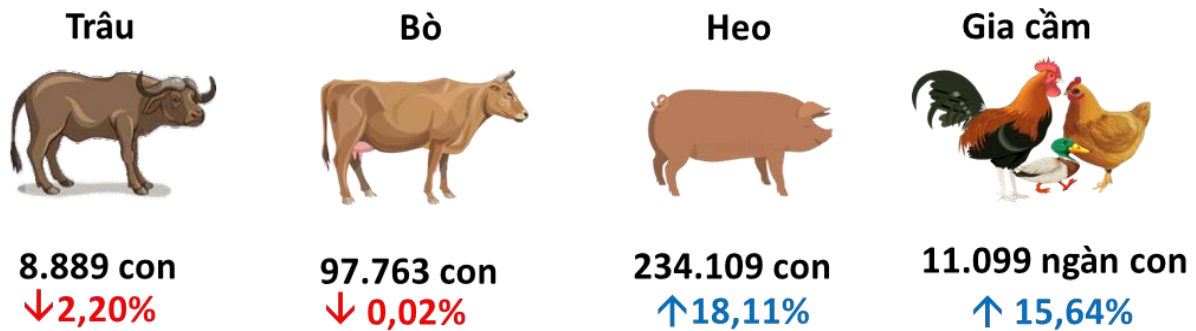 Trâu
Bò
Heo
Gia cầm
8.889 con
97.763 con
234.109 con
11.099 ngàn con
↓2,20%
↓ 0,02%
↑18,11%
↑ 15,64%